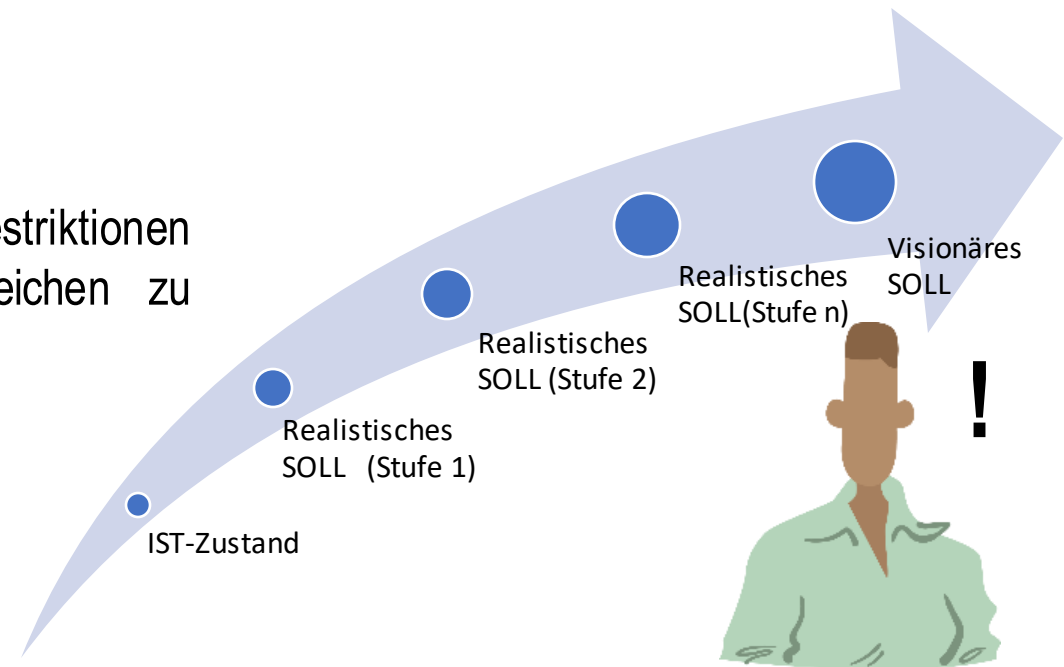 estriktionen
eichen zu
IST-Zustand
Realistisches
SOLL (Stufe 1)
Realistisches
SOLL (Stufe 2)
Realistisches
SOLL(Stufe n)
Visionäres
SOLL
!